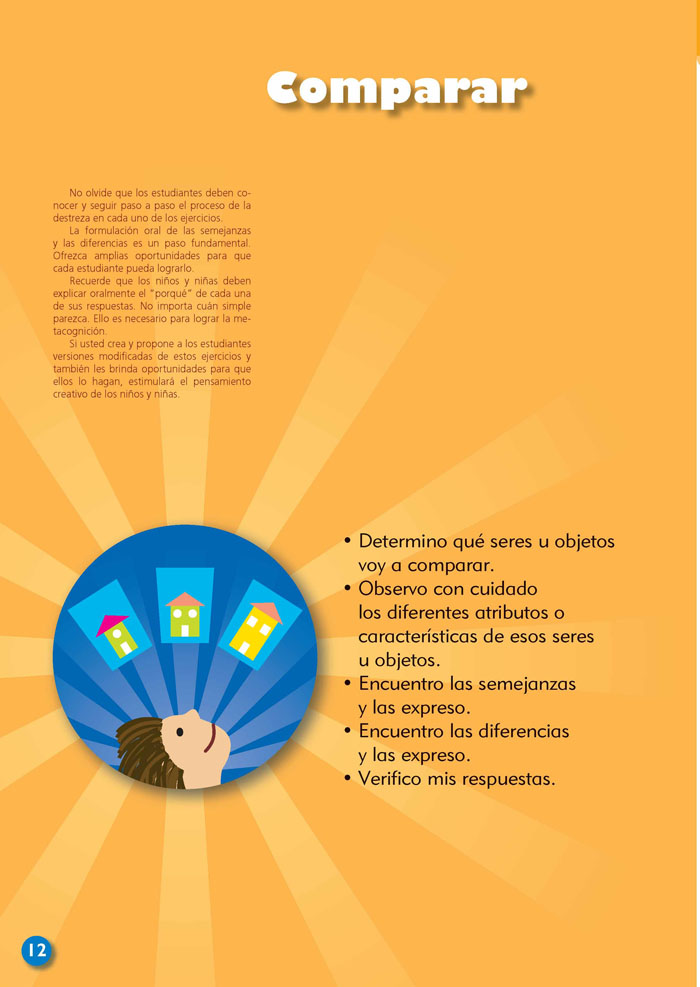 Comparar
No olvide que los estudiantes deben co-
nocer y seguir paso a paso el proceso de la
destreza en cada uno de los ejercicios.
La formulación oral de las semejanzas
y las diferencias es un paso fundamental.
Ofrezca amplias oportunidades para que
cada estudiante pueda lograrlo.
Recuerde que los niños y niñas deben
explicar oralmente el "porqué" de cada una
de sus respuestas. No importa cuán simple
parezca. Ello es necesario para lograr la me-
tacognición.
Si usted crea y propone a los estudiantes
versiones modificadas de estos ejercicios y
también les brinda oportunidades para que
ellos lo hagan, estimulará el pensamiento
creativo de los niños y niñas.
• Determino qué seres u objetos
voy a comparar.
• Observo con cuidado
los diferentes atributos o
características de esos seres
u objetos.
• Encuentro las semejanzas
y las expreso.
• Encuentro las diferencias
y las expreso.
• Verifico mis respuestas.
12